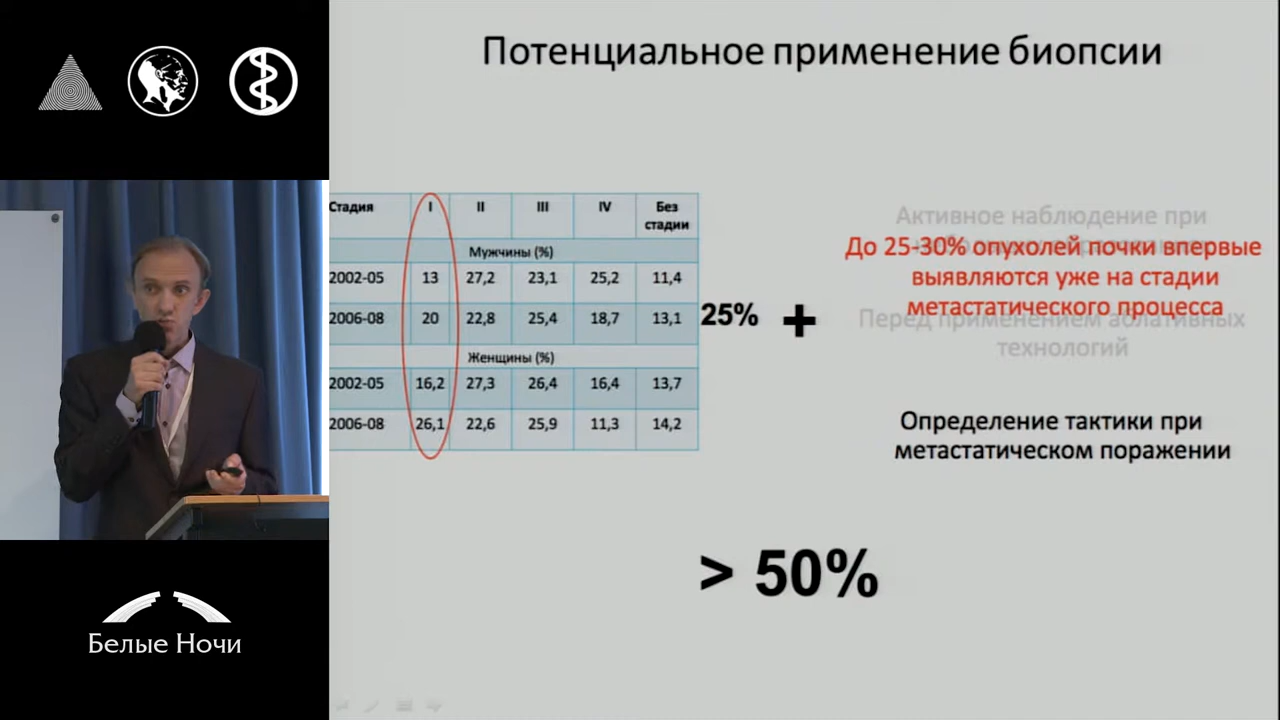 Потенциальное применение биопсии
Стадия I II III IV Без стадии
Мужчины (%)
2002-05 13 27,2 23,1 25,2 11,4
2006-08 20 22,8 25,4 18,7 13,1
Женщины (%)
2002-05 16,2 27,3 26,4 16,4 13,7
2006-08 26,1 22,6 25,9 11,3 14,2
25% +
Активное наблюдение при
До 25-30% опухолей почки впервые
выявляются уже на стадии
метастатического процесса
Перед применением аблативных
технологий
Определение тактики при
метастатическом поражении
> 50%
Белые Ночи